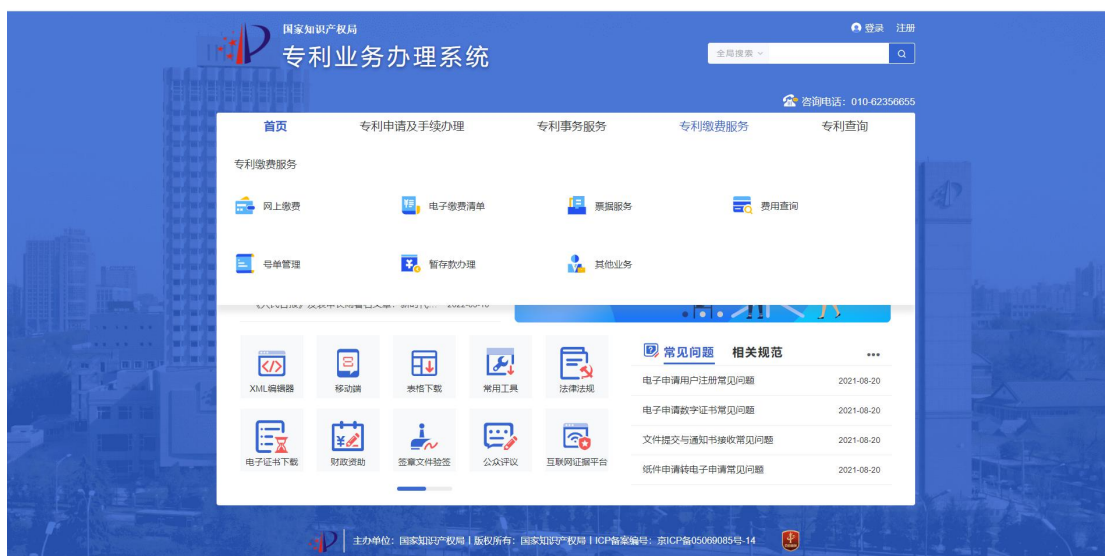 国家知识产权局
专利业务办理系统
登录 注册
全局搜索
咨询电话：010-62356655
首页 专利申请及手续办理 专利事务服务 专利缴费服务 专利查询
专利缴费服务
网上缴费 电子缴费清单 票据服务 费用查询
号单管理 暂存款办理 其他业务
常见问题 相关规范
XML编辑器 移动端 表格下载 常用工具 法律法规
电子申请用户注册常见问题 2021-08-20
电子申请数字证书常见问题 2021-08-20
文件提交与通知书接收常见问题 2021-08-20
电子证书下载 财政资助 签章文件验签 公众评议 互联网证据平台
纸件申请转电子申请常见问题 2021-08-20
主办单位：国家知识产权局 | 版权所有：国家知识产权局 | ICP备案编号：京ICP备05069085号-14